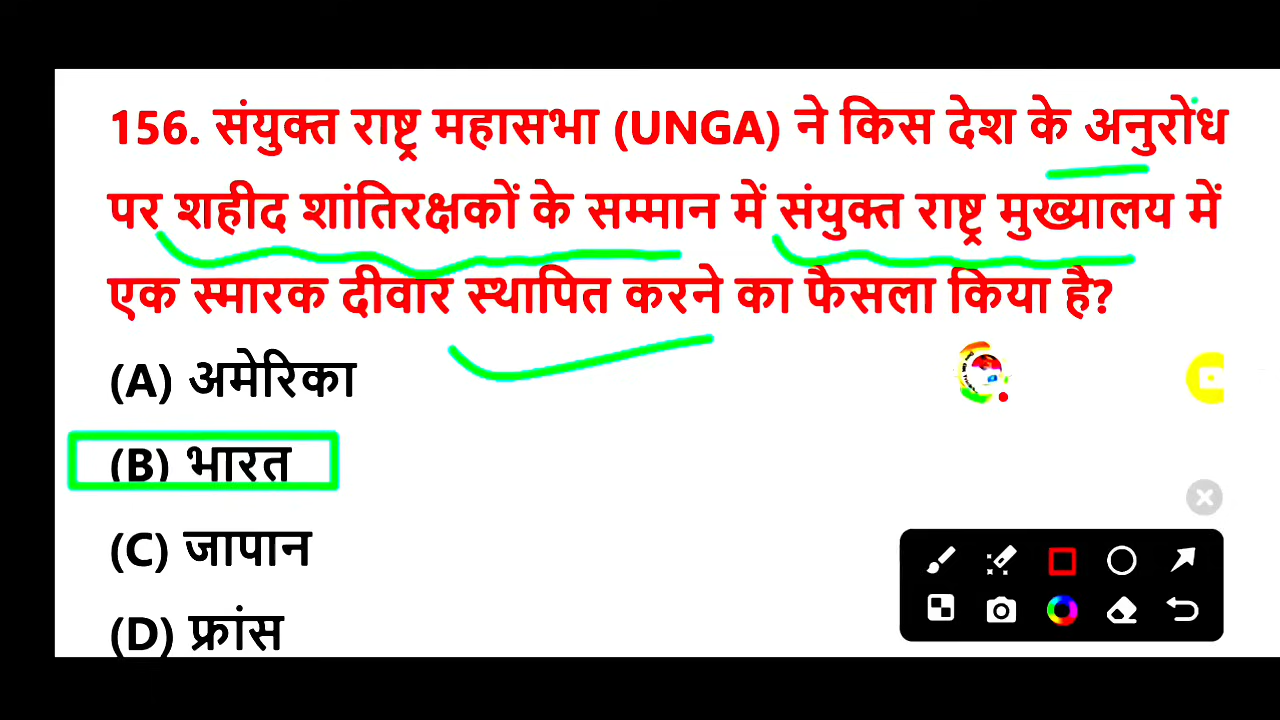 156. संयुक्त राष्ट्र महासभा (UNGA) ने किस देश के अनुरोध
पर शहीद शांतिरक्षकों के सम्मान में संयुक्त राष्ट्र मुख्यालय में
एक स्मारक दीवार स्थापित करने का फैसला किया है?
(A) अमेरिका
(B) भारत
(C) जापान
(D) फ्रांस